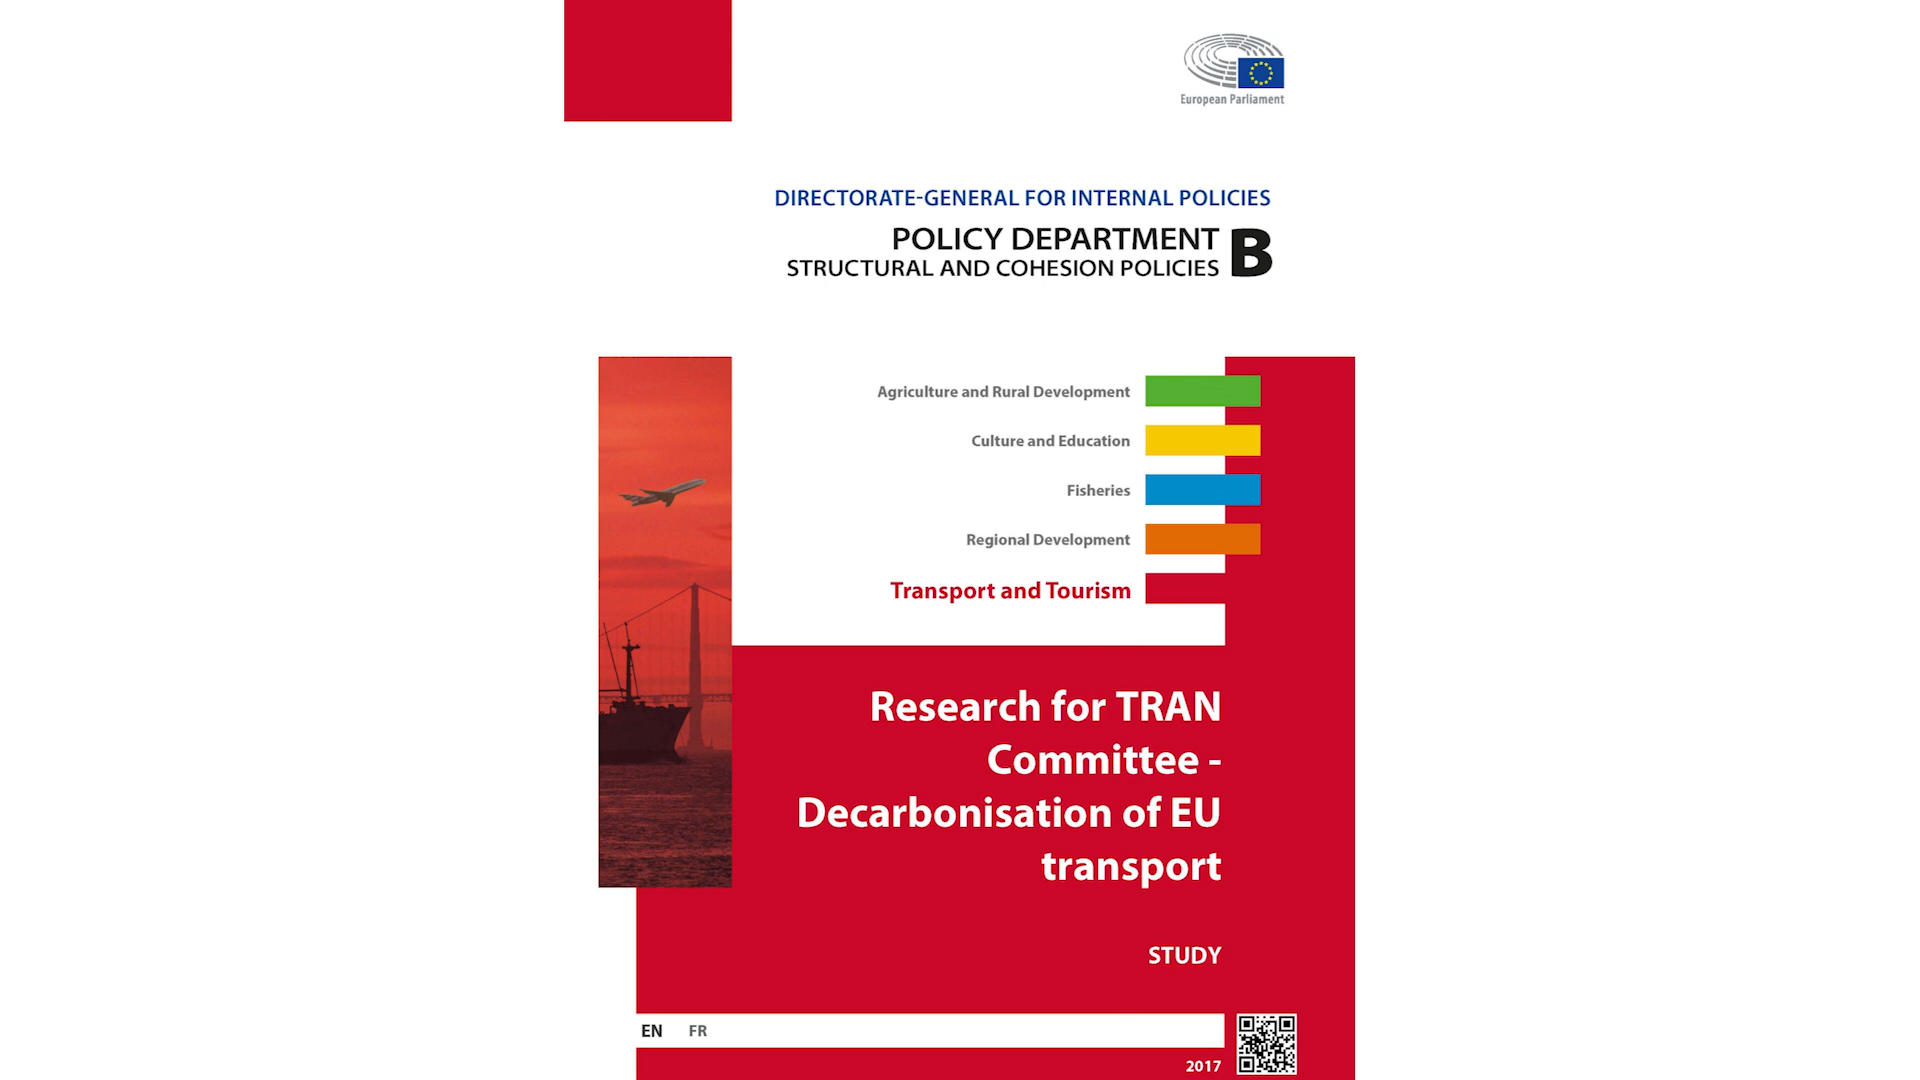 European Parliament
DIRECTORATE-GENERAL FOR INTERNAL POLICIES
POLICY DEPARTMENT
STRUCTURAL AND COHESION POLICIES
B
Agriculture and Rural Development
Culture and Education
Fisheries
Regional Development
Transport and Tourism
Research for TRAN
Committee -
Decarbonisation of EU
transport
STUDY
EN FR
2017